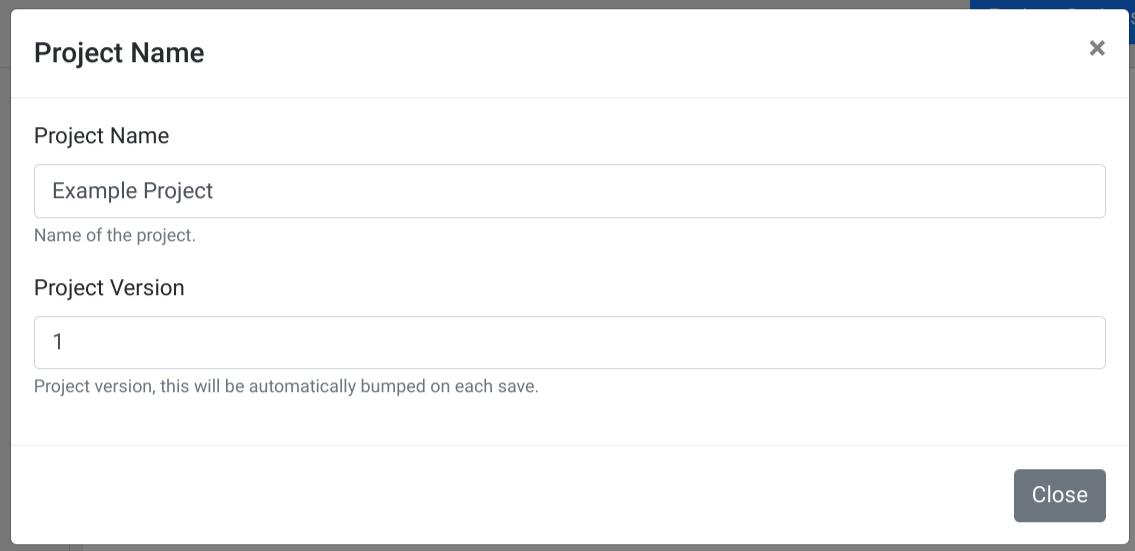 Project Name
×
Project Name
Example Project
Name of the project.
Project Version
1
Project version, this will be automatically bumped on each save.
Close